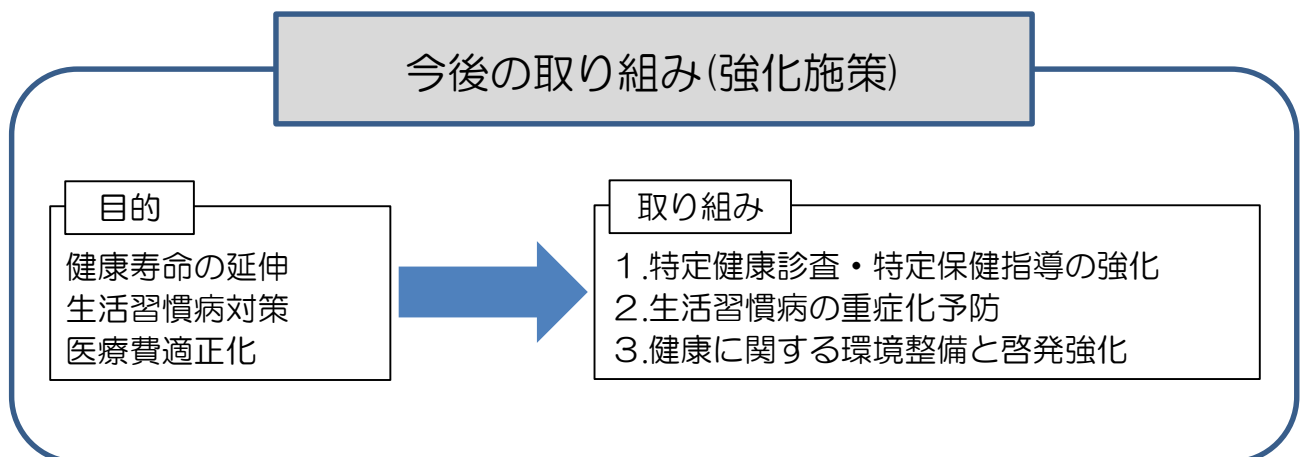 今後の取り組み(強化施策)
目的
健康寿命の延伸
生活習慣病対策
医療費適正化
取り組み
１.特定健康診査・特定保健指導の強化
２.生活習慣病の重症化予防
３.健康に関する環境整備と啓発強化